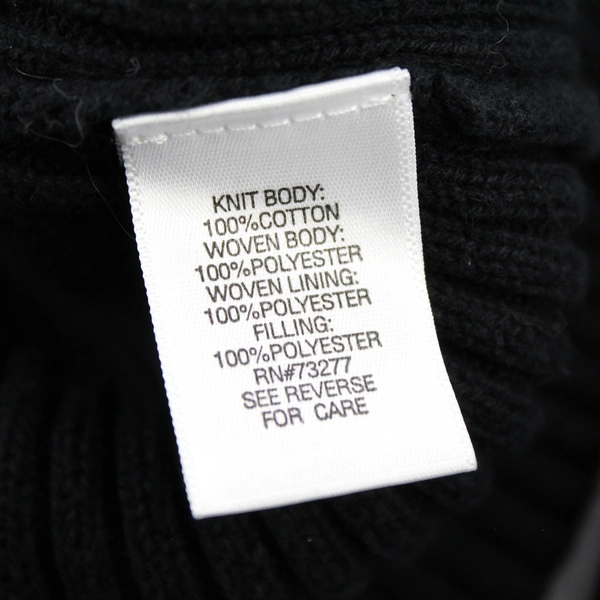 KNIT BODY:
100%COTTON
WOVEN BODY:
100%POLYESTER
WOVEN LINING:
100%POLYESTER
FILLING:
100%POLYESTER
RN#73277
SEE REVERSE
FOR CARE